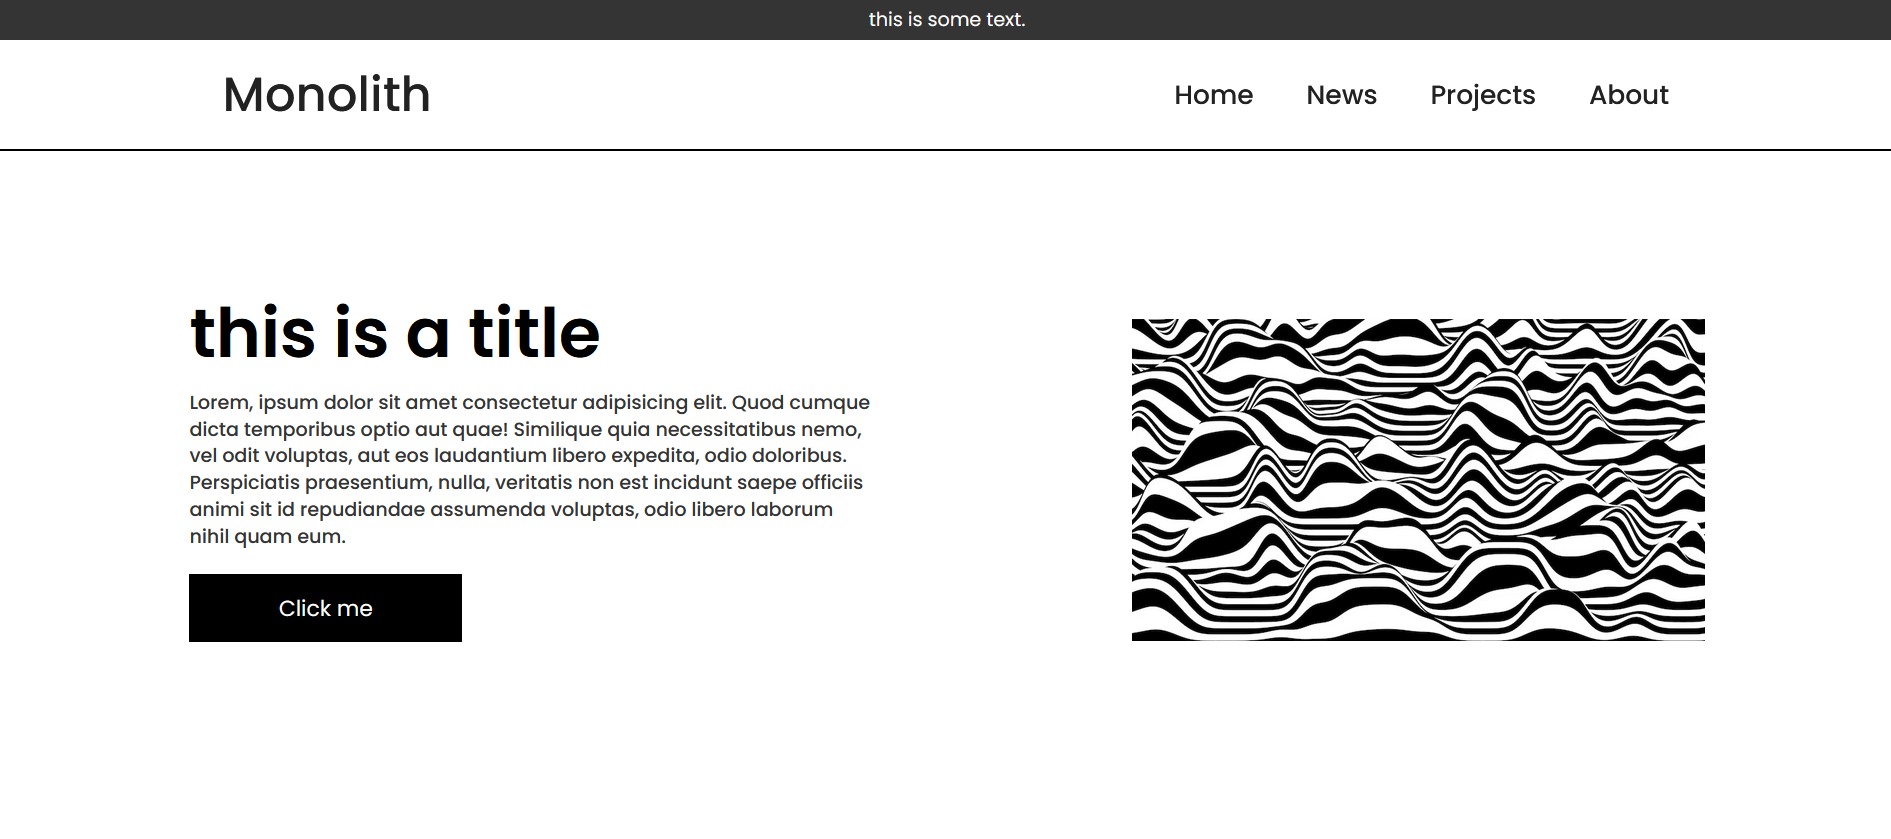 this is some text.
Monolith
Home News Projects About
this is a title
Lorem, ipsum dolor sit amet consectetur adipisicing elit. Quod cumque
dicta temporibus optio aut quae! Similique quia necessitatibus nemo,
vel odit voluptas, aut eos laudantium libero expedita, odio doloribus.
Perspiciatis praesentium, nulla, veritatis non est incidunt saepe officiis
animi sit id repudiandae assumenda voluptas, odio libero laborum
nihil quam eum.
Click me